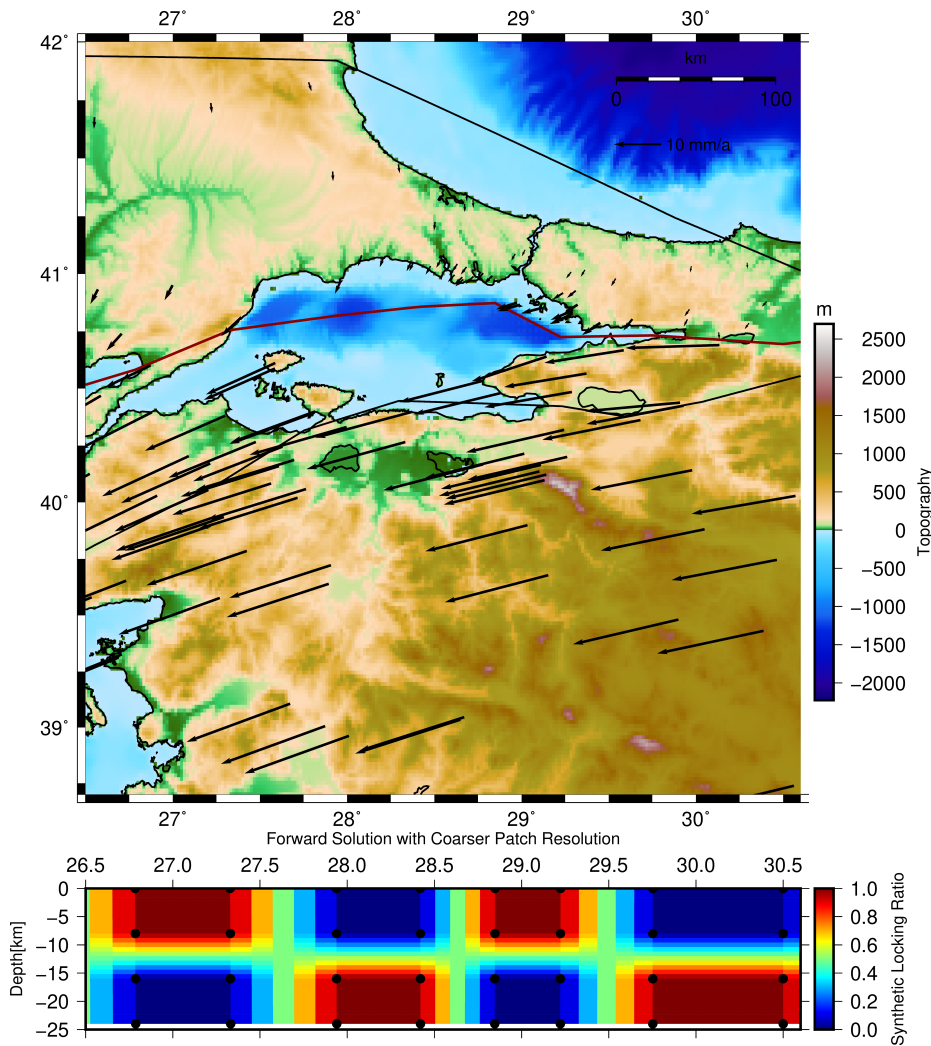 27° 28° 29° 30°
42°
km
0 100
10 mm/a
41°
m
2500
2000
1500
1000
500
0
−500
−1000
−1500
−2000
Topography
40°
39°
27° 28° 29° 30°
Forward Solution with Coarser Patch Resolution
26.5 27.0 27.5 28.0 28.5 29.0 29.5 30.0 30.5
0
−5
−10
−15
−20
−25
Depth[km]
1.0
0.8
0.6
0.4
0.2
0.0
Synthetic Locking Ratio